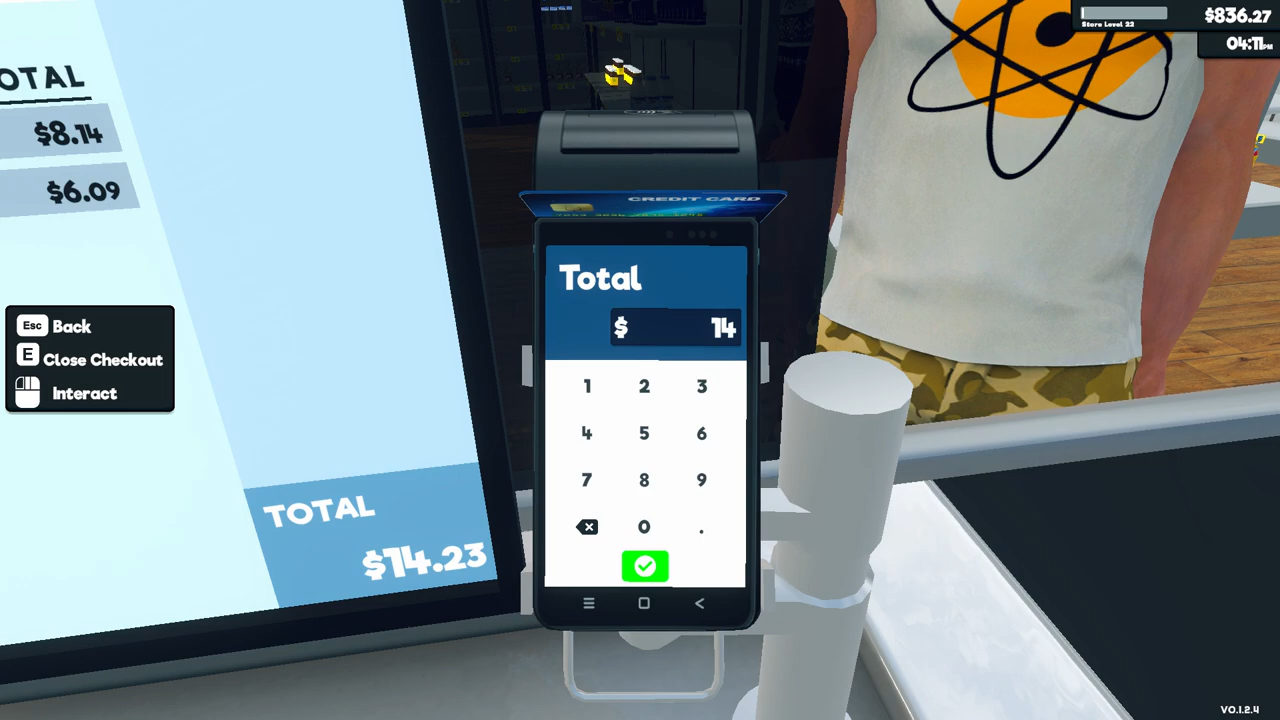 OTAL
$8.14
$6.09
Esc Back
E Close Checkout
Interact
TOTAL
$14.23
CREDIT CARD
Total
$ 14
1 2 3
4 5 6
7 8 9
0 .
Store Level 22
$836.27
04:11PM
V0.1.2.4